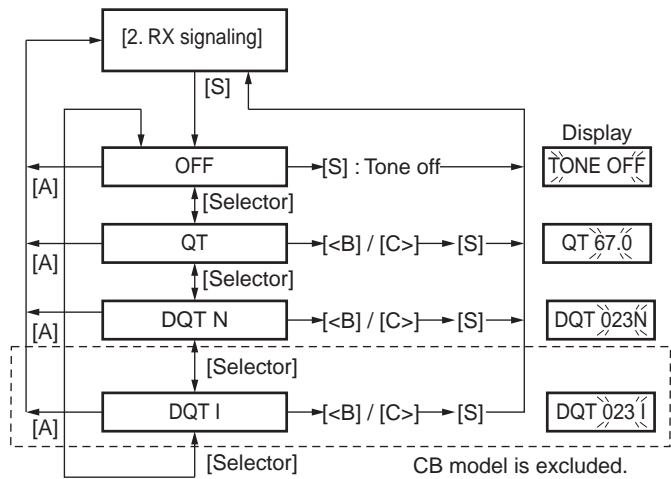 [2. RX signaling]
[S]
Display
OFF
[S] : Tone off
TONE OFF
[A]
[Selector]
QT
[<B] / [C>]
[S]
QT 67.0
[A]
[Selector]
DQT N
[<B] / [C>]
[S]
DQT 023N
[A]
[Selector]
DQT I
[<B] / [C>]
[S]
DQT 023 I
[A]
[Selector]
CB model is excluded.